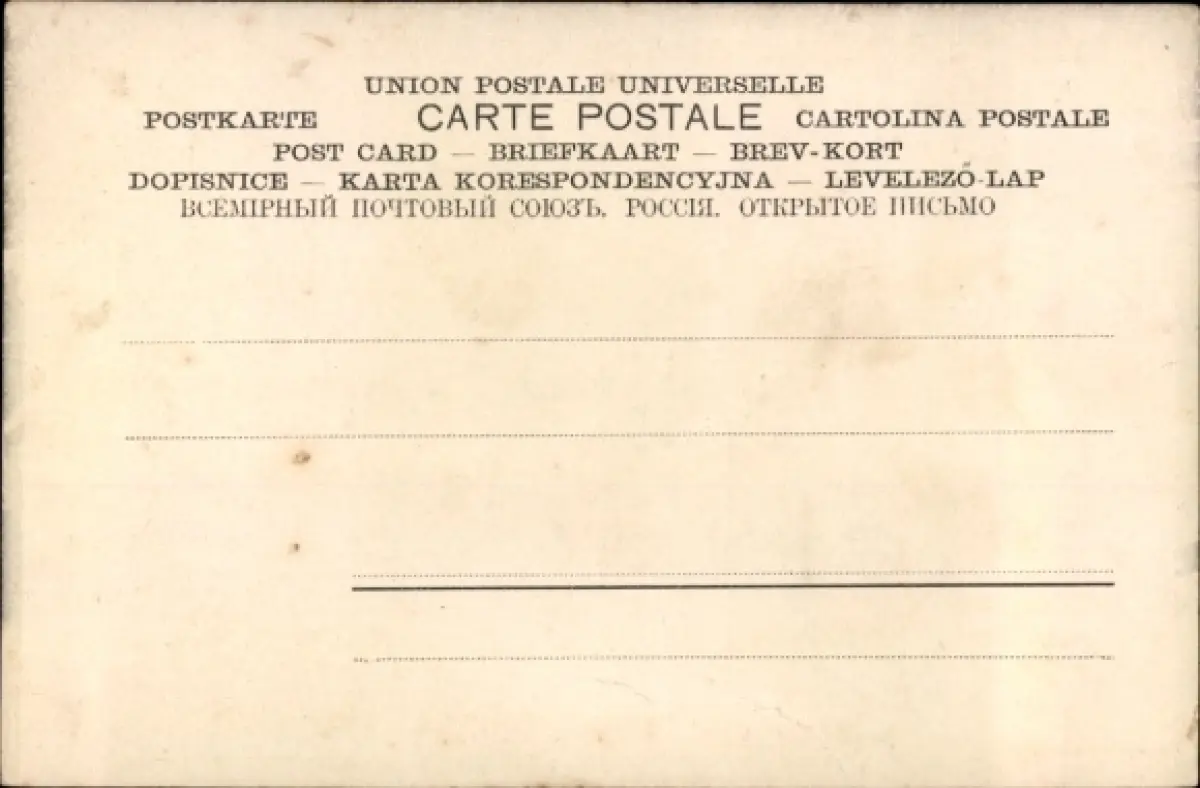 UNION POSTALE UNIVERSELLE
POSTKARTE CARTE POSTALE CARTOLINA POSTALE
POST CARD — BRIEFKAART — BREV-KORT
DOPISNICE — KARTA KORESPONDENCYJNA — LEVELEZŐ-LAP
ВСЕМІРНЫЙ ПОЧТОВЫЙ СОЮЗЪ. РОССІЯ. ОТКРЫТОЕ ПИСЬМО